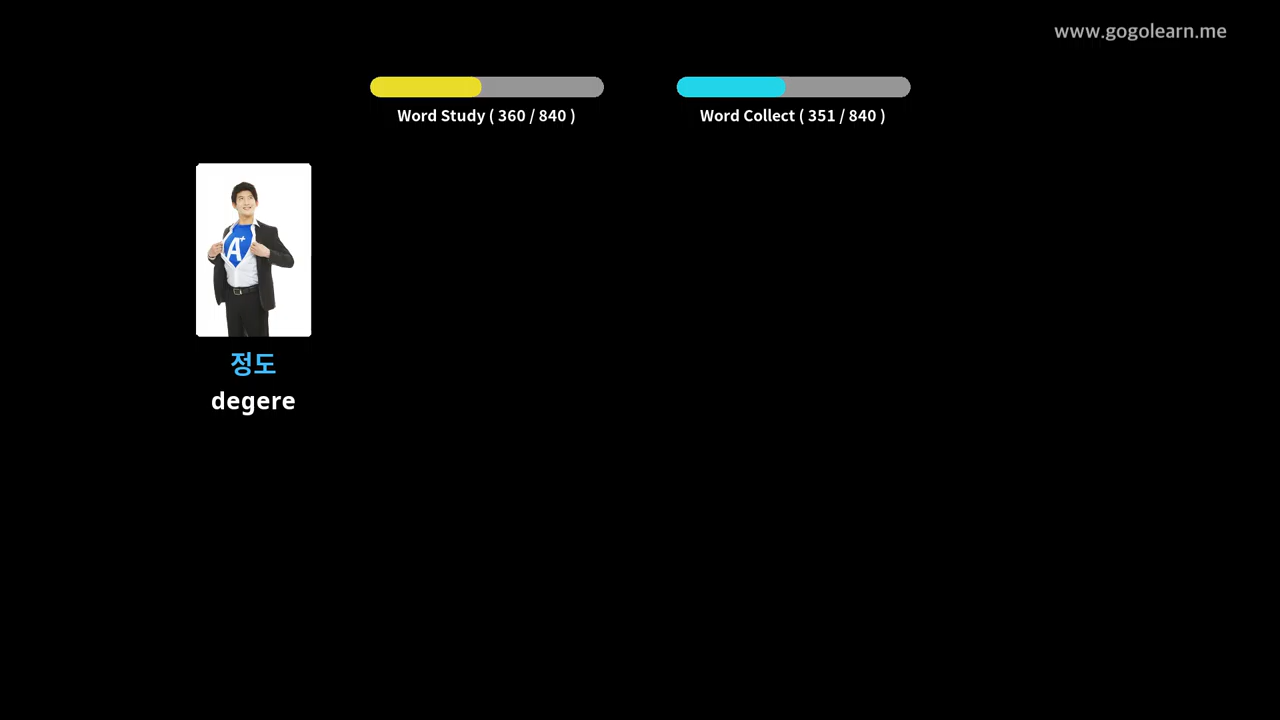 www.gogolearn.me
Word Study ( 360 / 840 )
Word Collect ( 351 / 840 )
A+
정도
degere